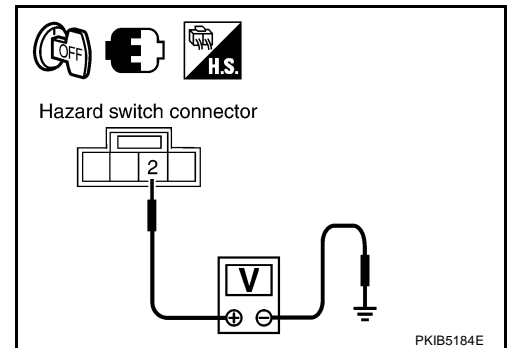 OFF
H.S.
Hazard switch connector
2
V
+ -
PKIB5184E